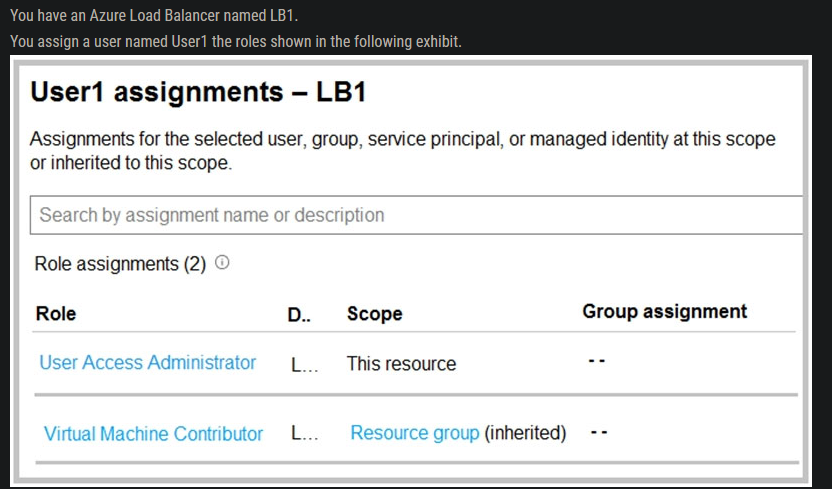 You have an Azure Load Balancer named LB1.
You assign a user named User1 the roles shown in the following exhibit.
User1 assignments – LB1
Assignments for the selected user, group, service principal, or managed identity at this scope
or inherited to this scope.
Search by assignment name or description
Role assignments (2) ⓘ
Role D.. Scope Group assignment
User Access Administrator L... This resource - -
Virtual Machine Contributor L... Resource group (inherited) - -